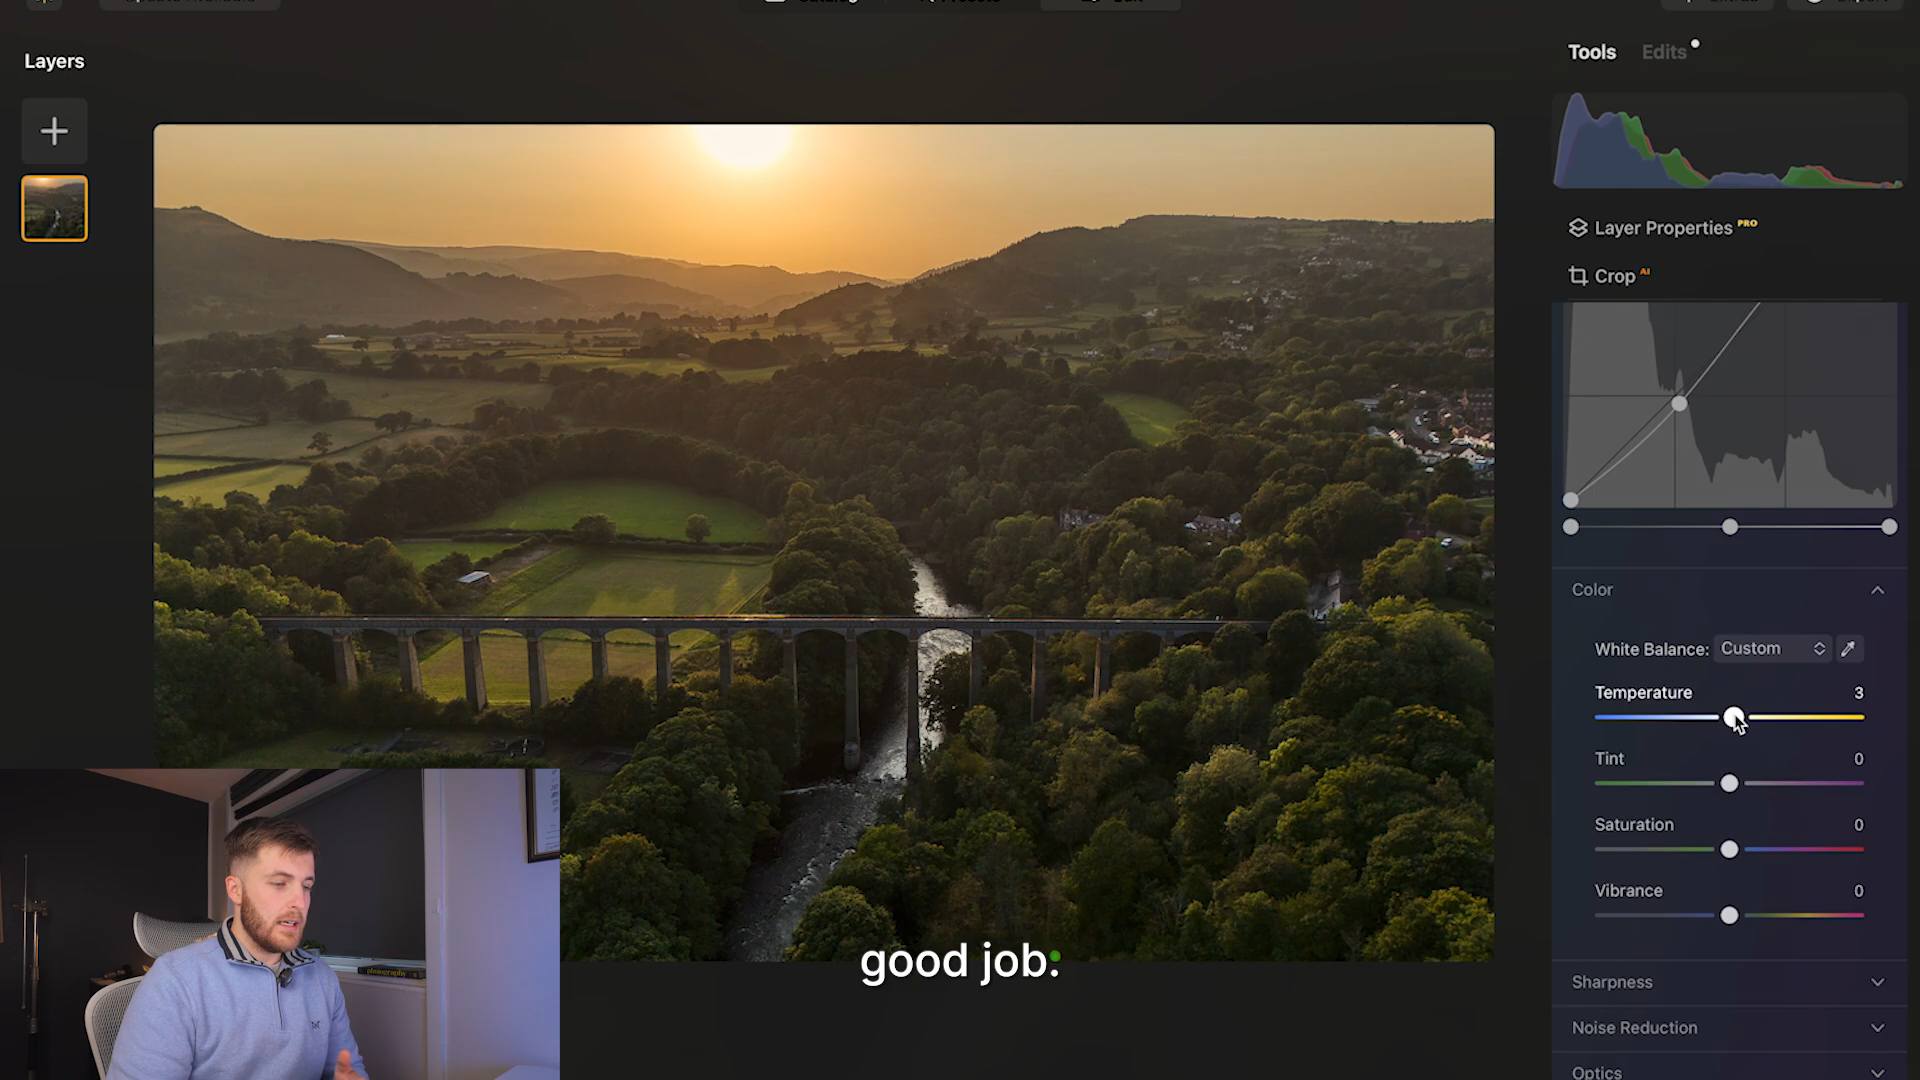 Layers
Tools
Edits
Layer Properties PRO
Crop AI
Color
White Balance: Custom
Temperature 3
Tint 0
Saturation 0
Vibrance 0
Sharpness
Noise Reduction
Optics
photography
good job.